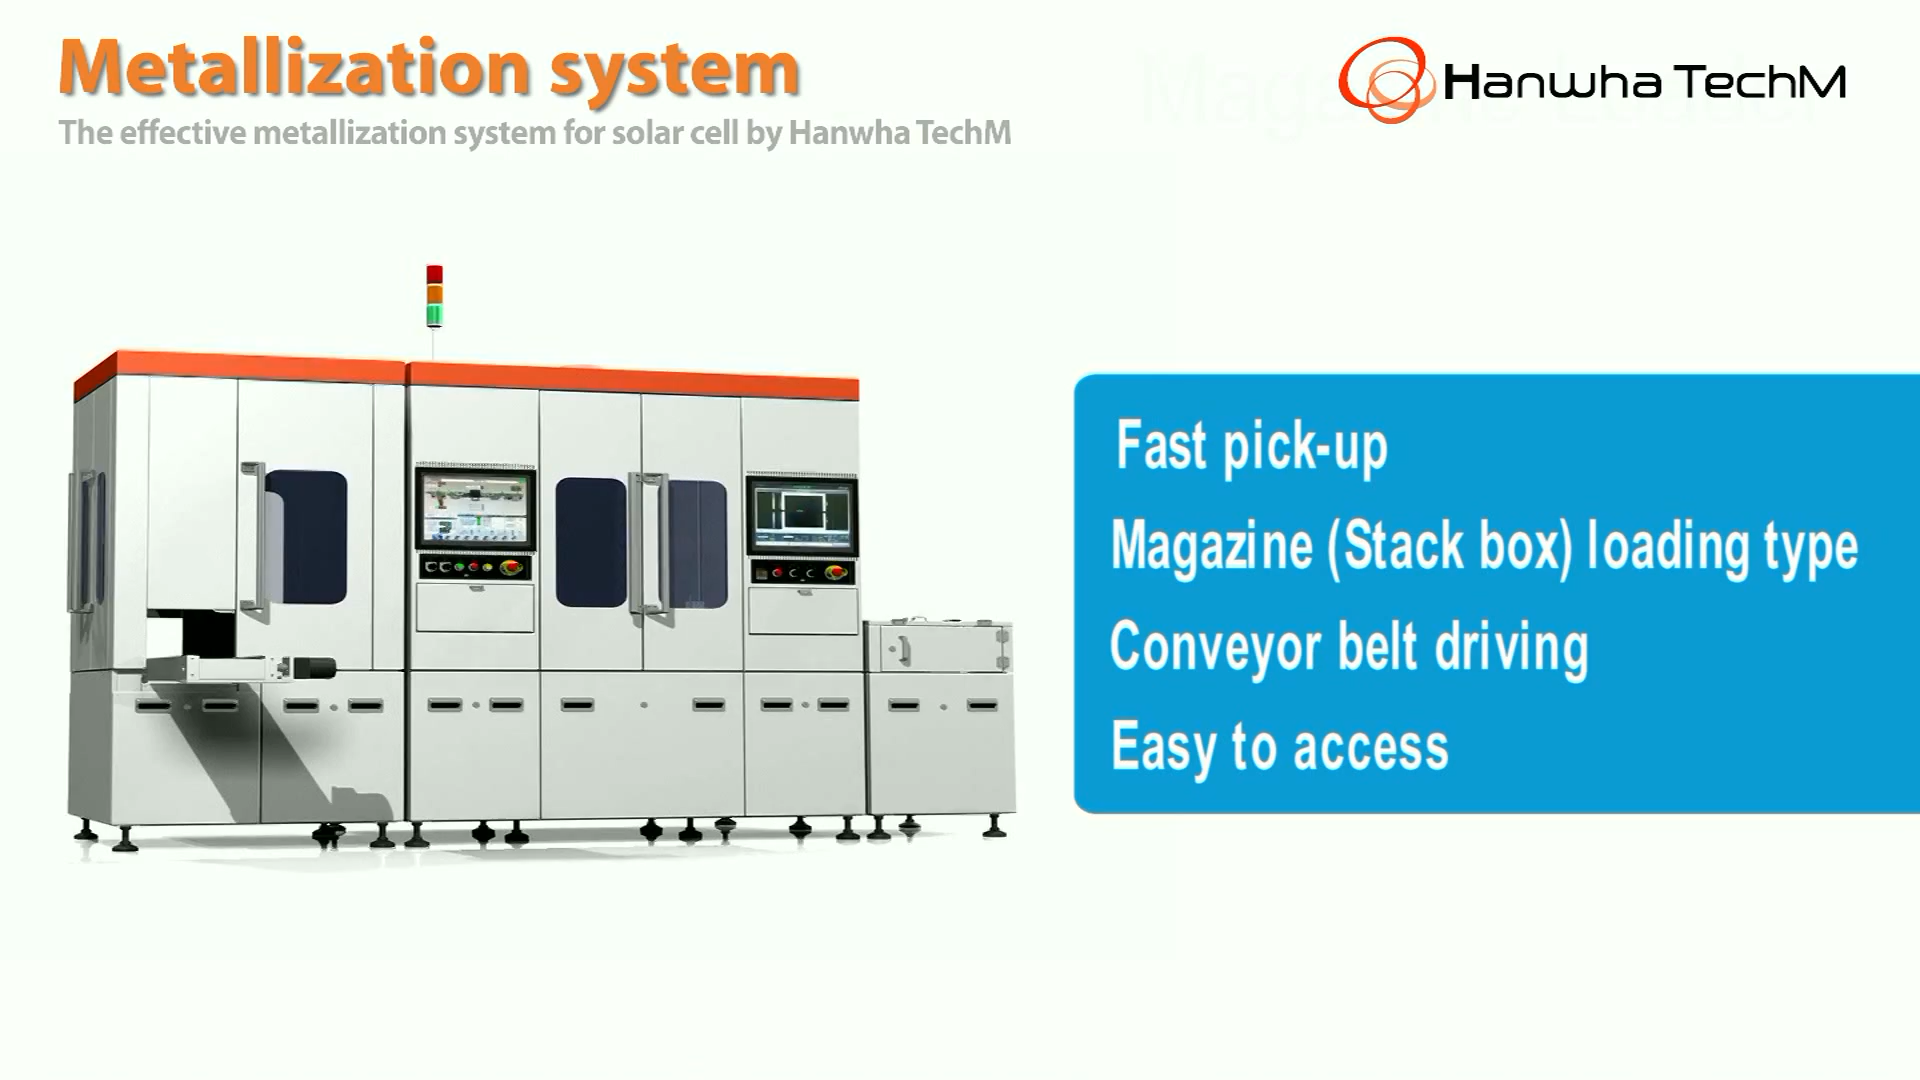 Metallization system
The effective metallization system for solar cell by Hanwha TechM
Hanwha TechM
Fast pick-up
Magazine (Stack box) loading type
Conveyor belt driving
Easy to access